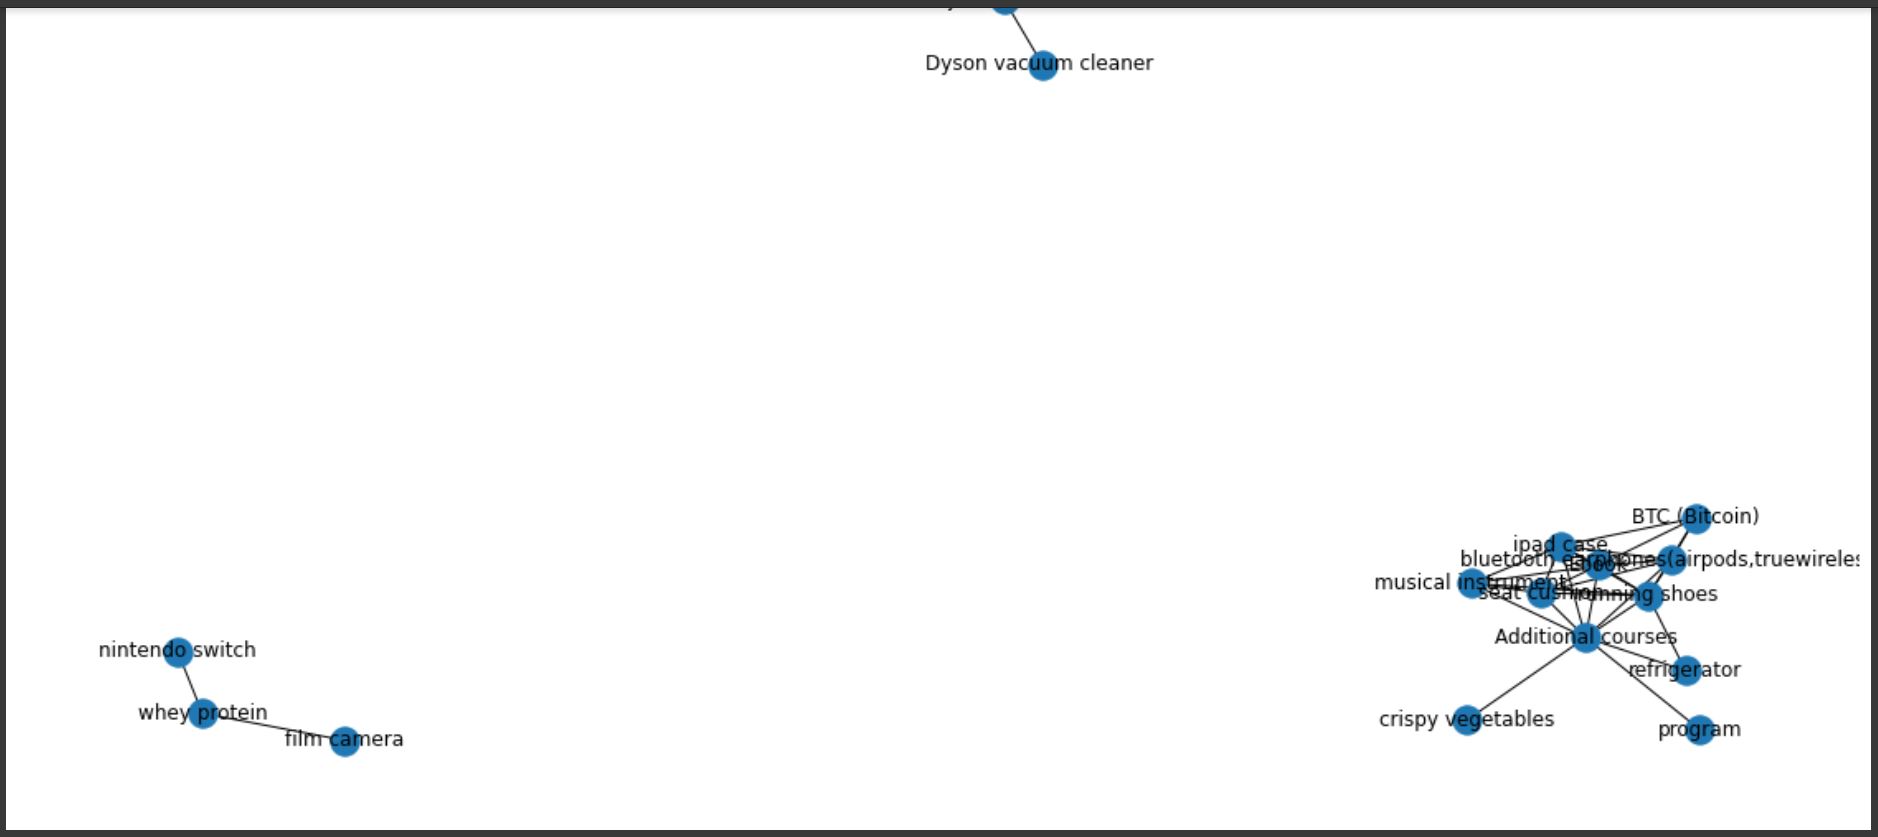 Dyson vacuum cleaner
BTC (Bitcoin)
ipad case
bluetooth earphones(airpods,truewireles
Ebook
musical instrument
seat cushion
running shoes
Additional courses
nintendo switch
refrigerator
whey protein
crispy vegetables
program
film camera